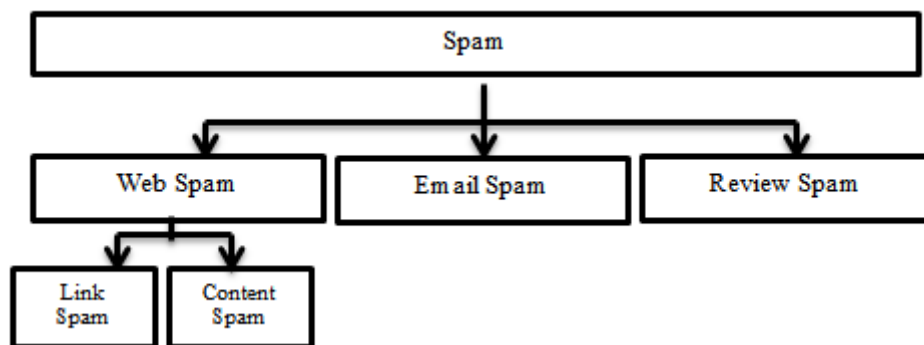 Spam
Web Spam
Email Spam
Review Spam
Link
Spam
Content
Spam